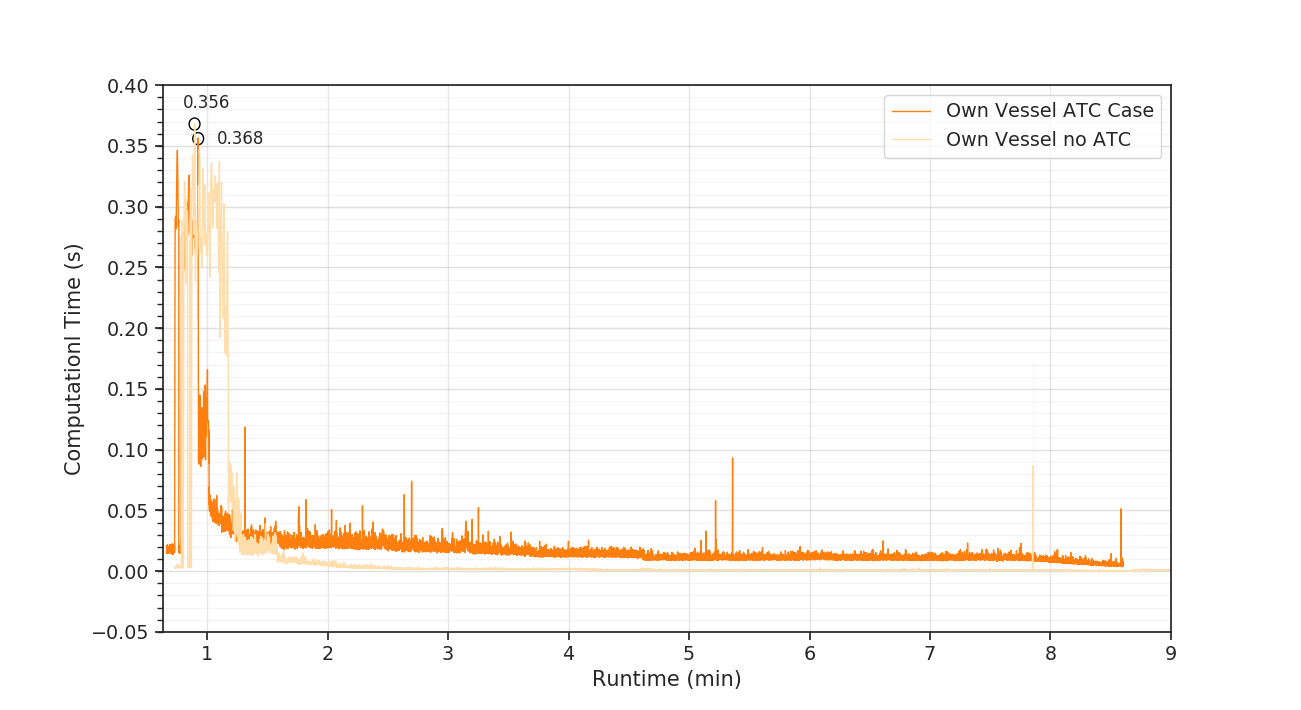 0.40
0.356
0.368
0.35
0.30
0.25
0.20
0.15
0.10
0.05
0.00
−0.05
Computationl Time (s)
Own Vessel ATC Case
Own Vessel no ATC
1 2 3 4 5 6 7 8 9
Runtime (min)